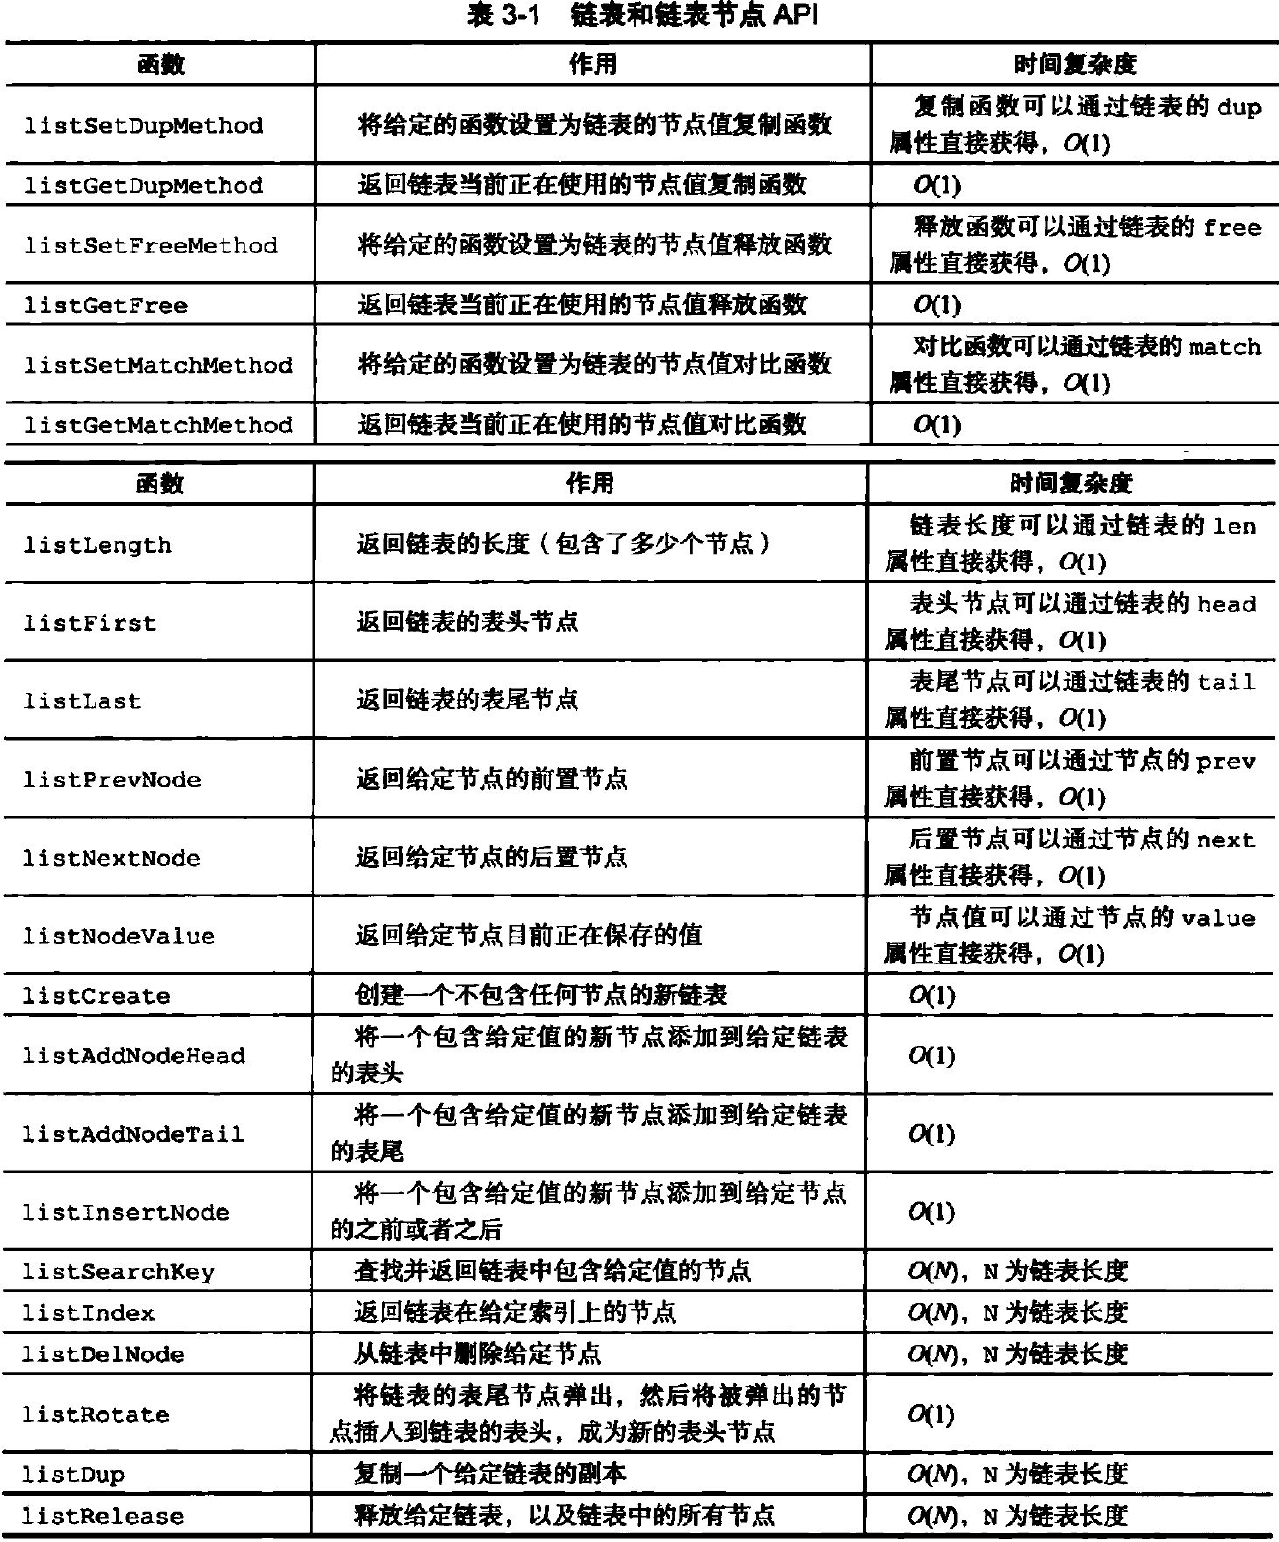 表 3-1 链表和链表节点 API
函数 作用 时间复杂度
listSetDupMethod 将给定的函数设置为链表的节点值复制函数 复制函数可以通过链表的 dup
属性直接获得，O(1)
listGetDupMethod 返回链表当前正在使用的节点值复制函数 O(1)
listSetFreeMethod 将给定的函数设置为链表的节点值释放函数 释放函数可以通过链表的 free
属性直接获得，O(1)
listGetFree 返回链表当前正在使用的节点值释放函数 O(1)
listSetMatchMethod 将给定的函数设置为链表的节点值对比函数 对比函数可以通过链表的 match
属性直接获得，O(1)
listGetMatchMethod 返回链表当前正在使用的节点值对比函数 O(1)
函数 作用 时间复杂度
listLength 返回链表的长度（包含了多少个节点） 链表长度可以通过链表的 len
属性直接获得，O(1)
listFirst 返回链表的表头节点 表头节点可以通过链表的 head
属性直接获得，O(1)
listLast 返回链表的表尾节点 表尾节点可以通过链表的 tail
属性直接获得，O(1)
listPrevNode 返回给定节点的前置节点 前置节点可以通过节点的 prev
属性直接获得，O(1)
listNextNode 返回给定节点的后置节点 后置节点可以通过节点的 next
属性直接获得，O(1)
listNodeValue 返回给定节点目前正在保存的值 节点值可以通过节点的 value
属性直接获得，O(1)
listCreate 创建一个不包含任何节点的新链表 O(1)
listAddNodeHead 将一个包含给定值的新节点添加到给定链表
的表头 O(1)
listAddNodeTail 将一个包含给定值的新节点添加到给定链表
的表尾 O(1)
listInsertNode 将一个包含给定值的新节点添加到给定节点
的之前或者之后 O(1)
listSearchKey 查找并返回链表中包含给定值的节点 O(N)，N 为链表长度
listIndex 返回链表在给定索引上的节点 O(N)，N 为链表长度
listDelNode 从链表中删除给定节点 O(N)，N 为链表长度
listRotate 将链表的表尾节点弹出，然后将被弹出的节
点插入到链表的表头，成为新的表头节点 O(1)
listDup 复制一个给定链表的副本 O(N)，N 为链表长度
listRelease 释放给定链表，以及链表中的所有节点 O(N)，N 为链表长度